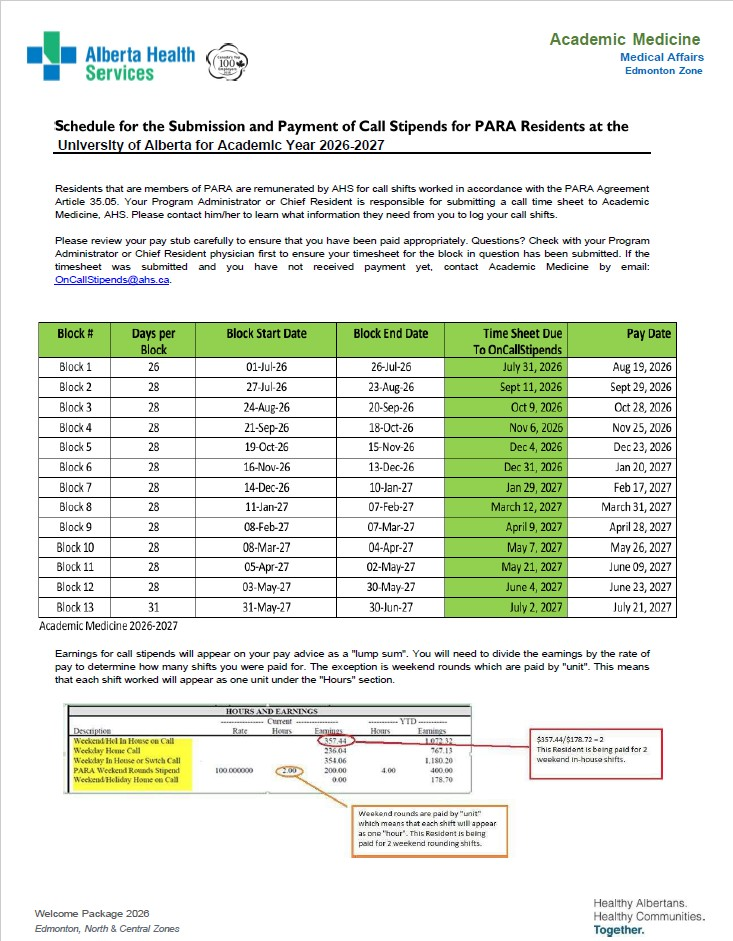 Alberta Health
Services
Academic Medicine
Medical Affairs
Edmonton Zone
Schedule for the Submission and Payment of Call Stipends for PARA Residents at the
University of Alberta for Academic Year 2026-2027
Residents that are members of PARA are remunerated by AHS for call shifts worked in accordance with the PARA Agreement
Article 35.05. Your Program Administrator or Chief Resident is responsible for submitting a call time sheet to Academic
Medicine, AHS. Please contact him/her to learn what information they need from you to log your call shifts.
Please review your pay stub carefully to ensure that you have been paid appropriately. Questions? Check with your Program
Administrator or Chief Resident physician first to ensure your timesheet for the block in question has been submitted. If the
timesheet was submitted and you have not received payment yet, contact Academic Medicine by email:
OnCallStipends@ahs.ca.
Block # Days per Block Block Start Date Block End Date Time Sheet Due To OnCallStipends Pay Date
Block 1 26 01-Jul-26 26-Jul-26 July 31, 2026 Aug 19, 2026
Block 2 28 27-Jul-26 23-Aug-26 Sept 11, 2026 Sept 29, 2026
Block 3 28 24-Aug-26 20-Sep-26 Oct 9, 2026 Oct 28, 2026
Block 4 28 21-Sep-26 18-Oct-26 Nov 6, 2026 Nov 25, 2026
Block 5 28 19-Oct-26 15-Nov-26 Dec 4, 2026 Dec 23, 2026
Block 6 28 16-Nov-26 13-Dec-26 Dec 31, 2026 Jan 20, 2027
Block 7 28 14-Dec-26 10-Jan-27 Jan 29, 2027 Feb 17, 2027
Block 8 28 11-Jan-27 07-Feb-27 March 12, 2027 March 31, 2027
Block 9 28 08-Feb-27 07-Mar-27 April 9, 2027 April 28, 2027
Block 10 28 08-Mar-27 04-Apr-27 May 7, 2027 May 26, 2027
Block 11 28 05-Apr-27 02-May-27 May 21, 2027 June 09, 2027
Block 12 28 03-May-27 30-May-27 June 4, 2027 June 23, 2027
Block 13 31 31-May-27 30-Jun-27 July 2, 2027 July 21, 2027
Academic Medicine 2026-2027
Earnings for call stipends will appear on your pay advice as a "lump sum". You will need to divide the earnings by the rate of
pay to determine how many shifts you were paid for. The exception is weekend rounds which are paid by "unit". This means
that each shift worked will appear as one unit under the "Hours" section.
HOURS AND EARNINGS
Current YTD
Description Rate Hours Earnings Hours Earnings
Weekend/Hol In House on Call 357.44 1,072.32
Weekday Home Call 236.04 767.13
Weekday In House or Swtch Call 354.06 1,180.20
PARA Weekend Rounds Stipend 100.000000 2.00 200.00 4.00 400.00
Weekend/Holiday Home on Call 0.00 178.70
$357.44/$178.72 = 2
This Resident is being paid for 2
weekend in-house shifts.
Weekend rounds are paid by "unit"
which means that each shift will appear
as one "hour". This Resident is being
paid for 2 weekend rounding shifts.
Welcome Package 2026
Edmonton, North & Central Zones
Healthy Albertans.
Healthy Communities.
Together.